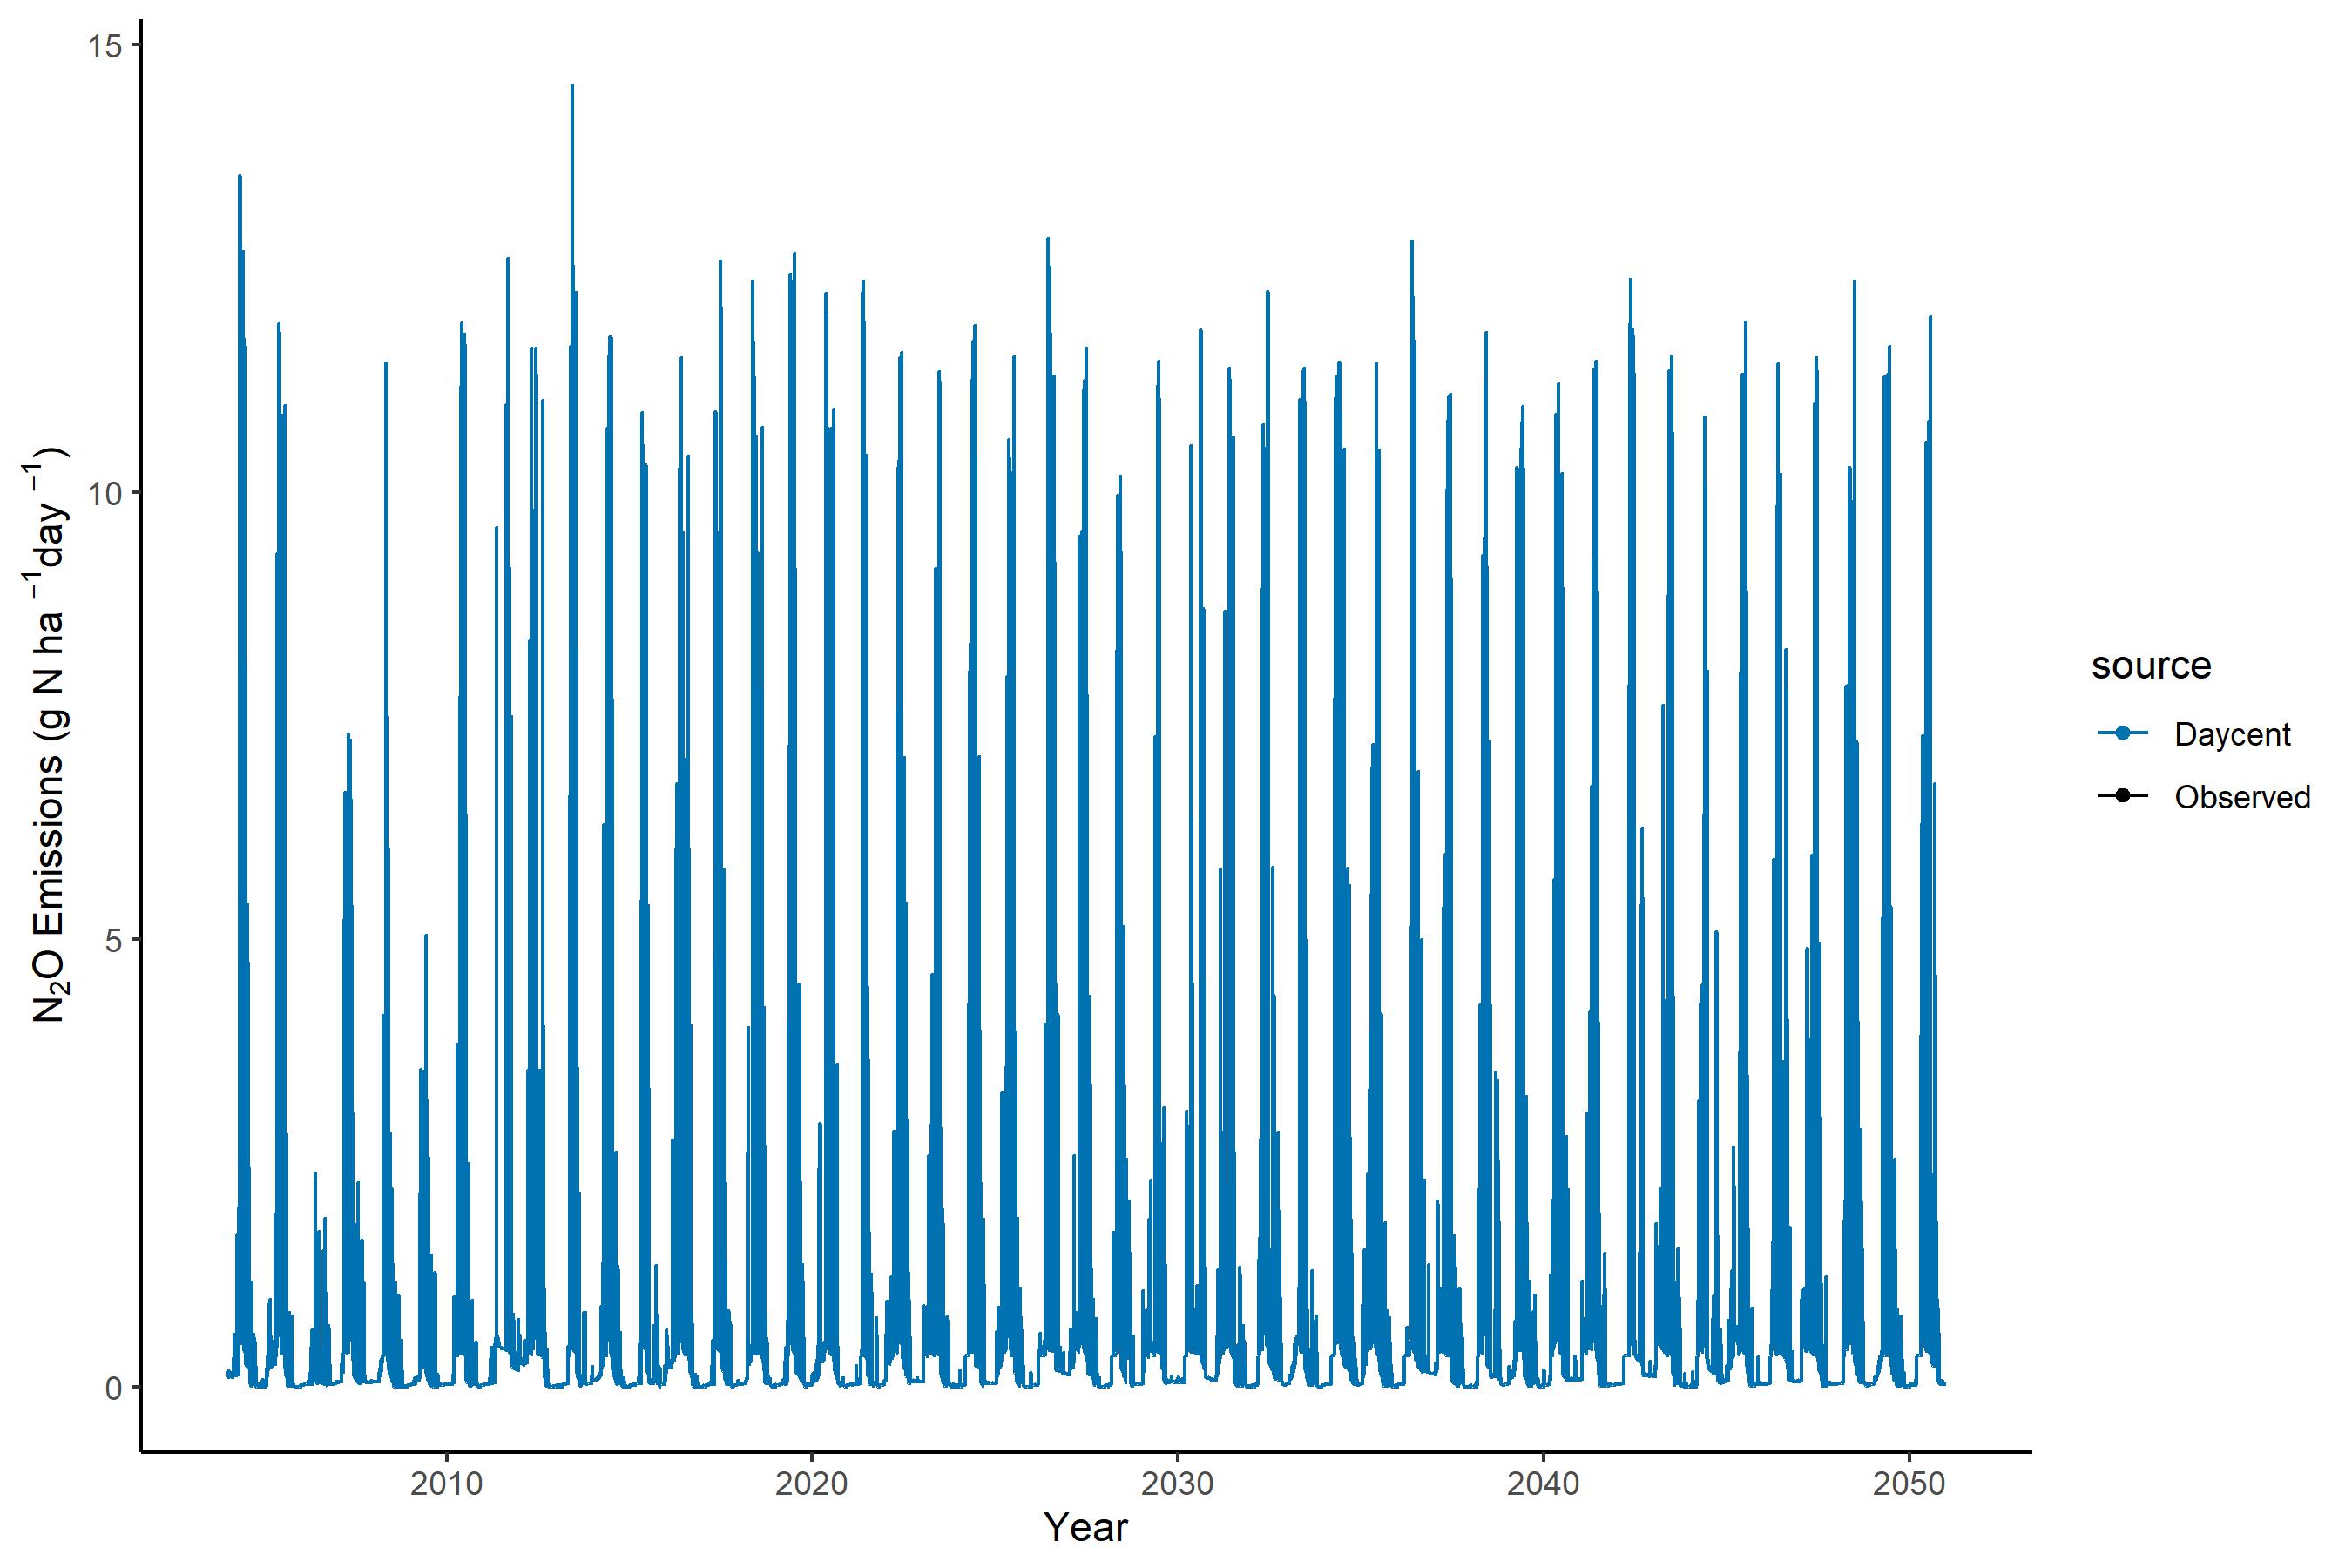 15
10
5
0
N₂O Emissions (g N ha ⁻¹day ⁻¹)
2010 2020 2030 2040 2050
Year
source
Daycent
Observed